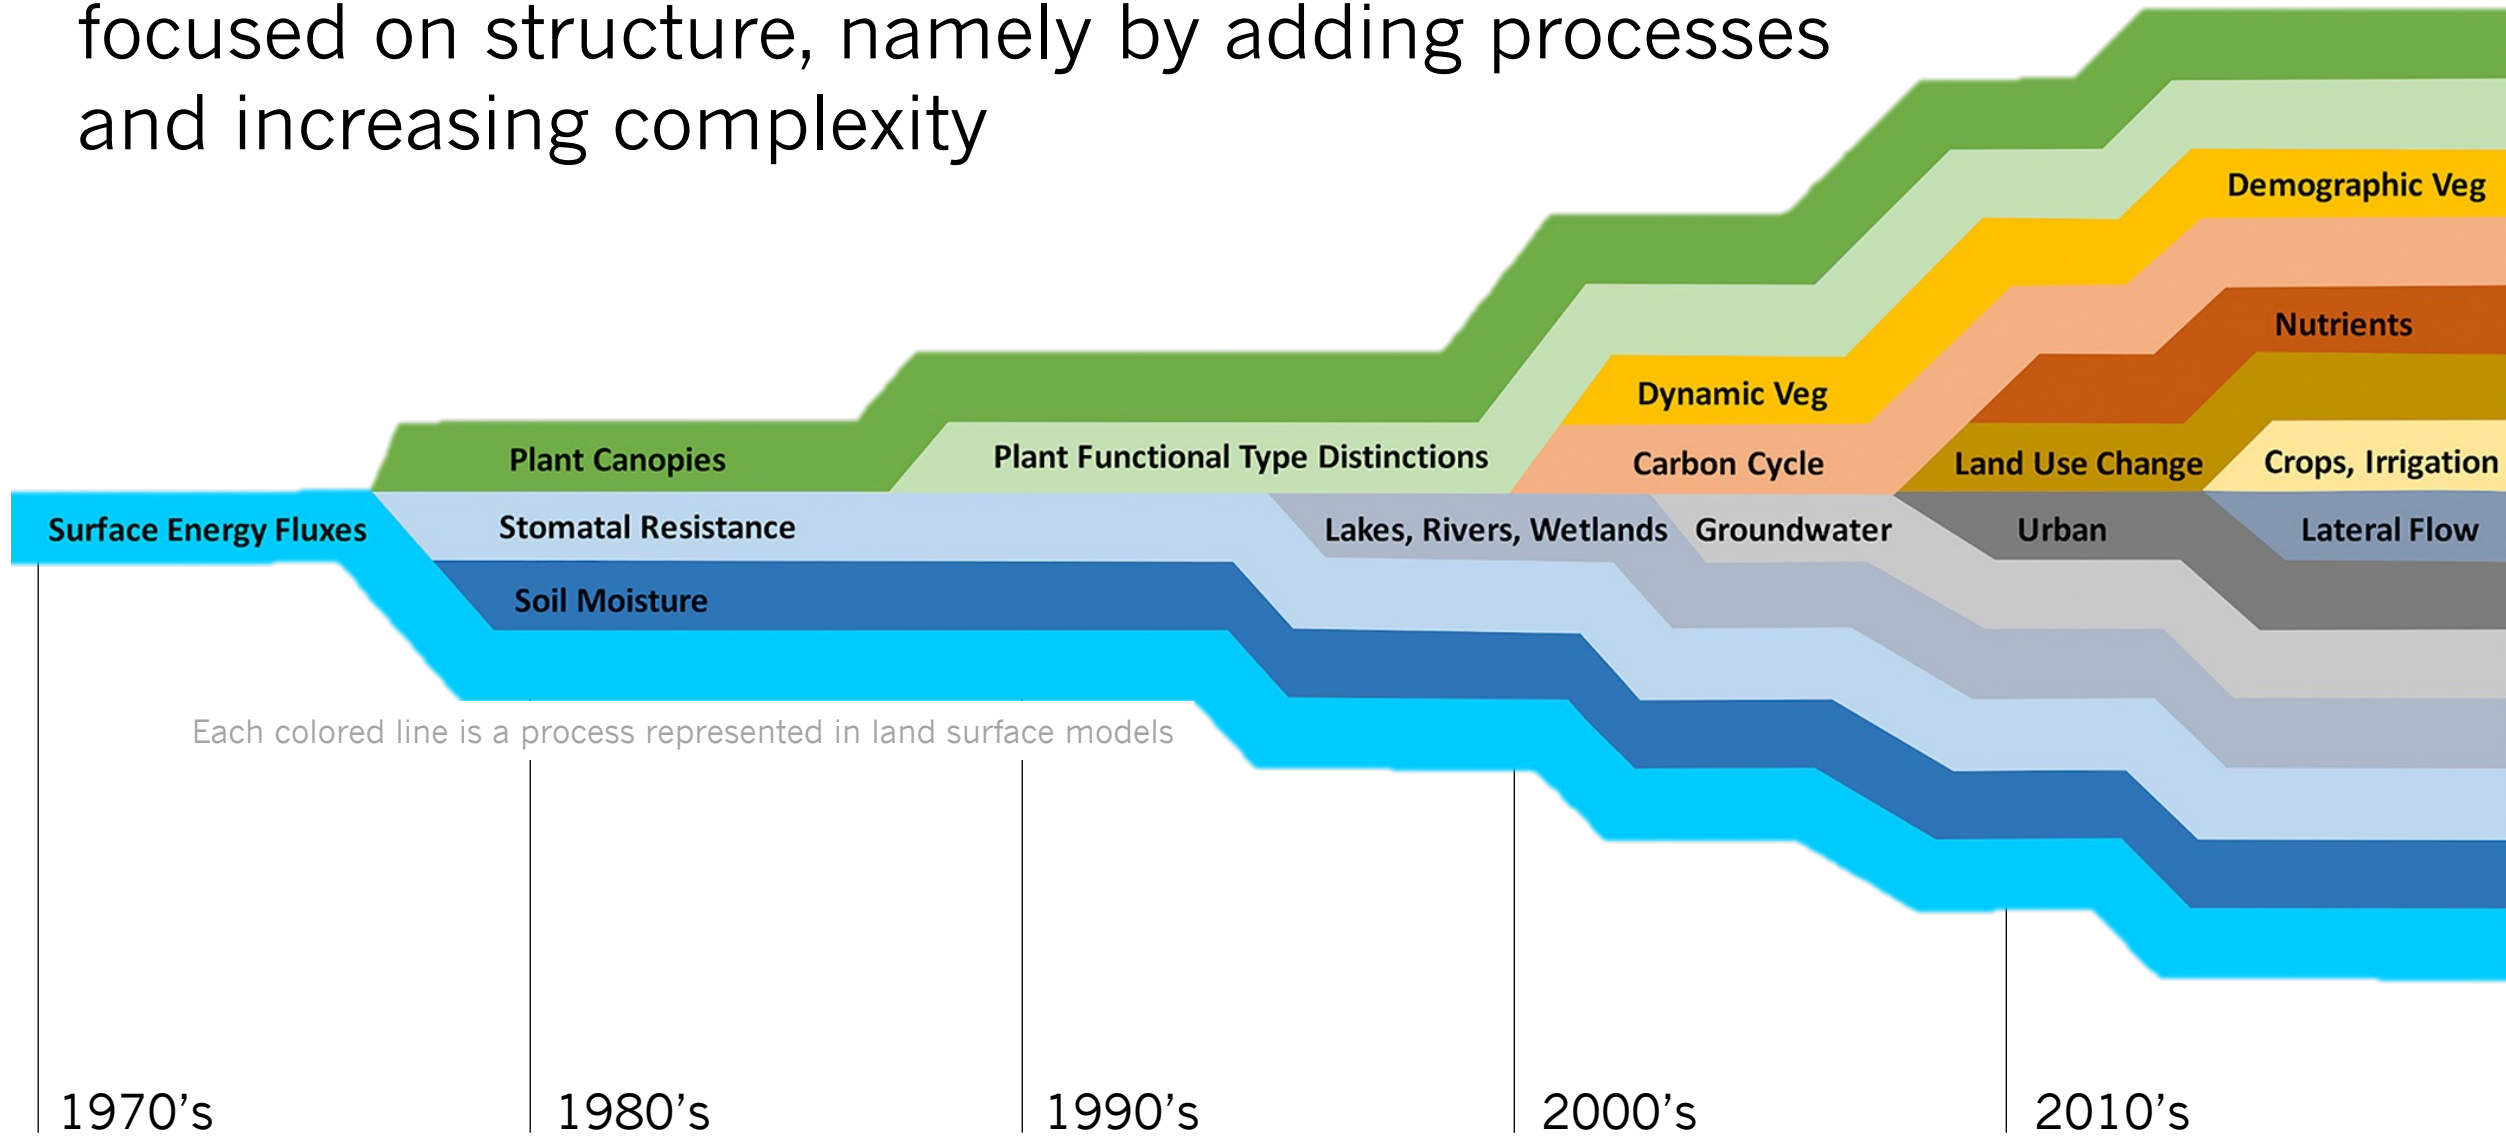 focused on structure, namely by adding processes
and increasing complexity
Demographic Veg
Nutrients
Dynamic Veg
Plant Canopies
Plant Functional Type Distinctions
Carbon Cycle
Land Use Change
Crops, Irrigation
Surface Energy Fluxes
Stomatal Resistance
Lakes, Rivers, Wetlands
Groundwater
Urban
Lateral Flow
Soil Moisture
Each colored line is a process represented in land surface models
1970’s
1980’s
1990’s
2000’s
2010’s